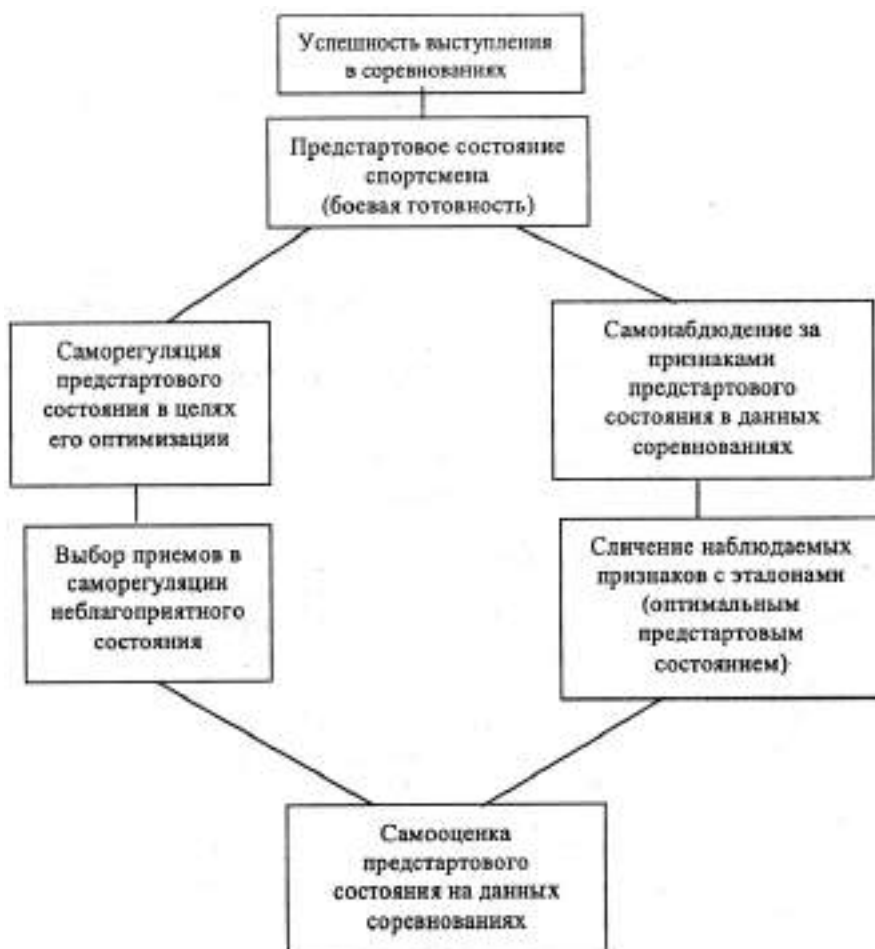 Успешность выступления
в соревнованиях
Предстартовое состояние
спортсмена
(боевая готовность)
Саморегуляция
предстартового
состояния в целях
его оптимизации
Самонаблюдение за
признаками
предстартового
состояния в данных
соревнованиях
Выбор приемов в
саморегуляции
неблагоприятного
состояния
Сличение наблюдаемых
признаков с эталонами
(оптимальным
предстартовым
состоянием)
Самооценка
предстартового
состояния на данных
соревнованиях